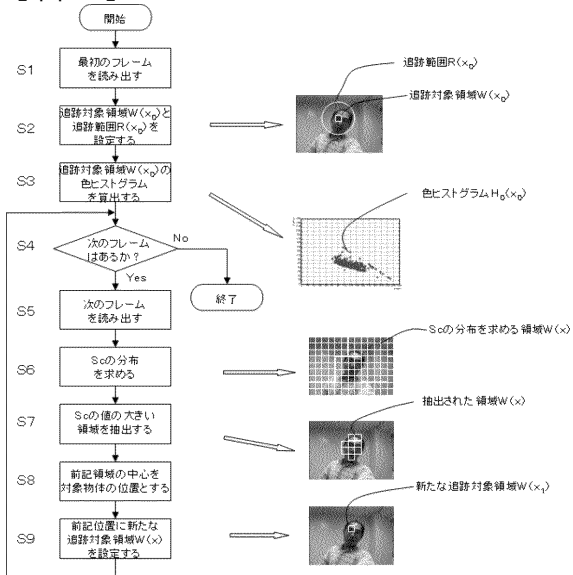 開始
S1
最初のフレーム
を読み出す
S2
追跡対象領域W(x₀)と
追跡範囲R(x₀)を
設定する
追跡範囲R(x₀)
追跡対象領域W(x₀)
S3
追跡対象領域W(x₀)の
色ヒストグラム
を算出する
色ヒストグラムH₀(x₀)
S4
次のフレーム
はあるか?
No
Yes
終了
S5
次のフレーム
を読み出す
S6
Scの分布
を求める
Scの分布を求める領域W(x)
S7
Scの値の大きい
領域を抽出する
抽出された領域W(x)
S8
前記領域の中心を
対象物体の位置とする
新たな追跡対象領域W(x₁)
S9
前記位置に新たな
追跡対象領域W(x)
を設定する